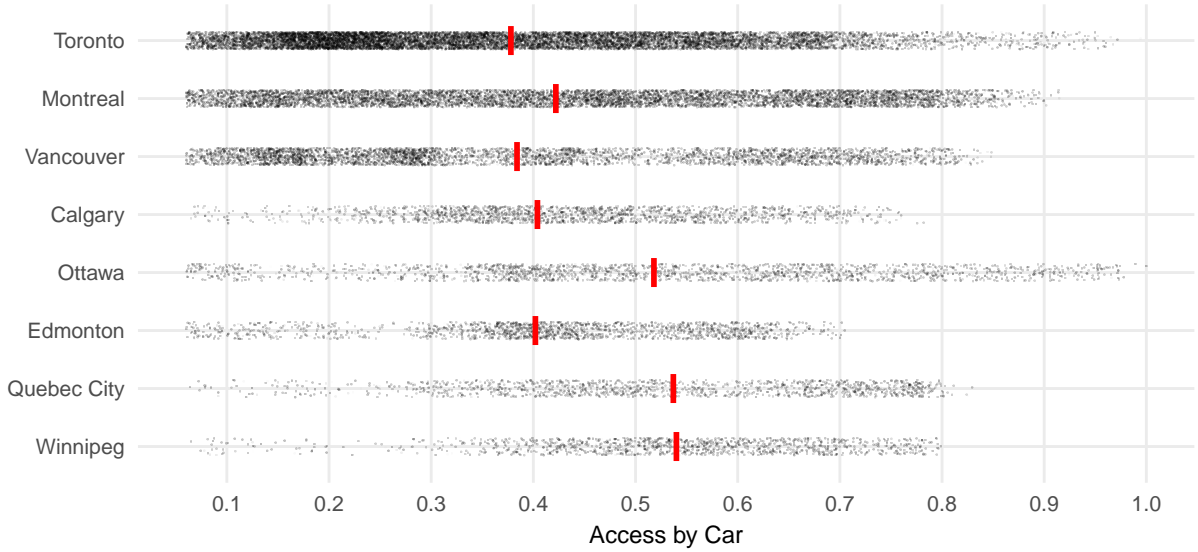 Toronto
Montreal
Vancouver
Calgary
Ottawa
Edmonton
Quebec City
Winnipeg
0.1 0.2 0.3 0.4 0.5 0.6 0.7 0.8 0.9 1.0
Access by Car